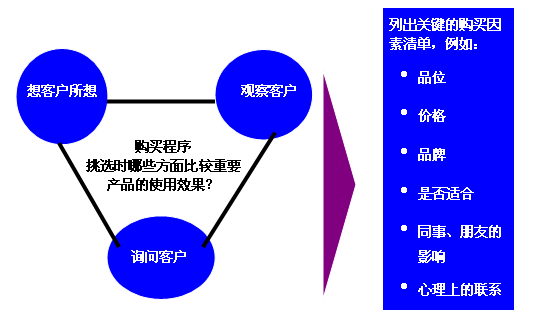 想客户所想
观察客户
购买程序
挑选时哪些方面比较重要
产品的使用效果?
询问客户
列出关键的购买因
素清单,例如:
• 品位
• 价格
• 品牌
• 是否适合
• 同事、朋友的
影响
• 心理上的联系